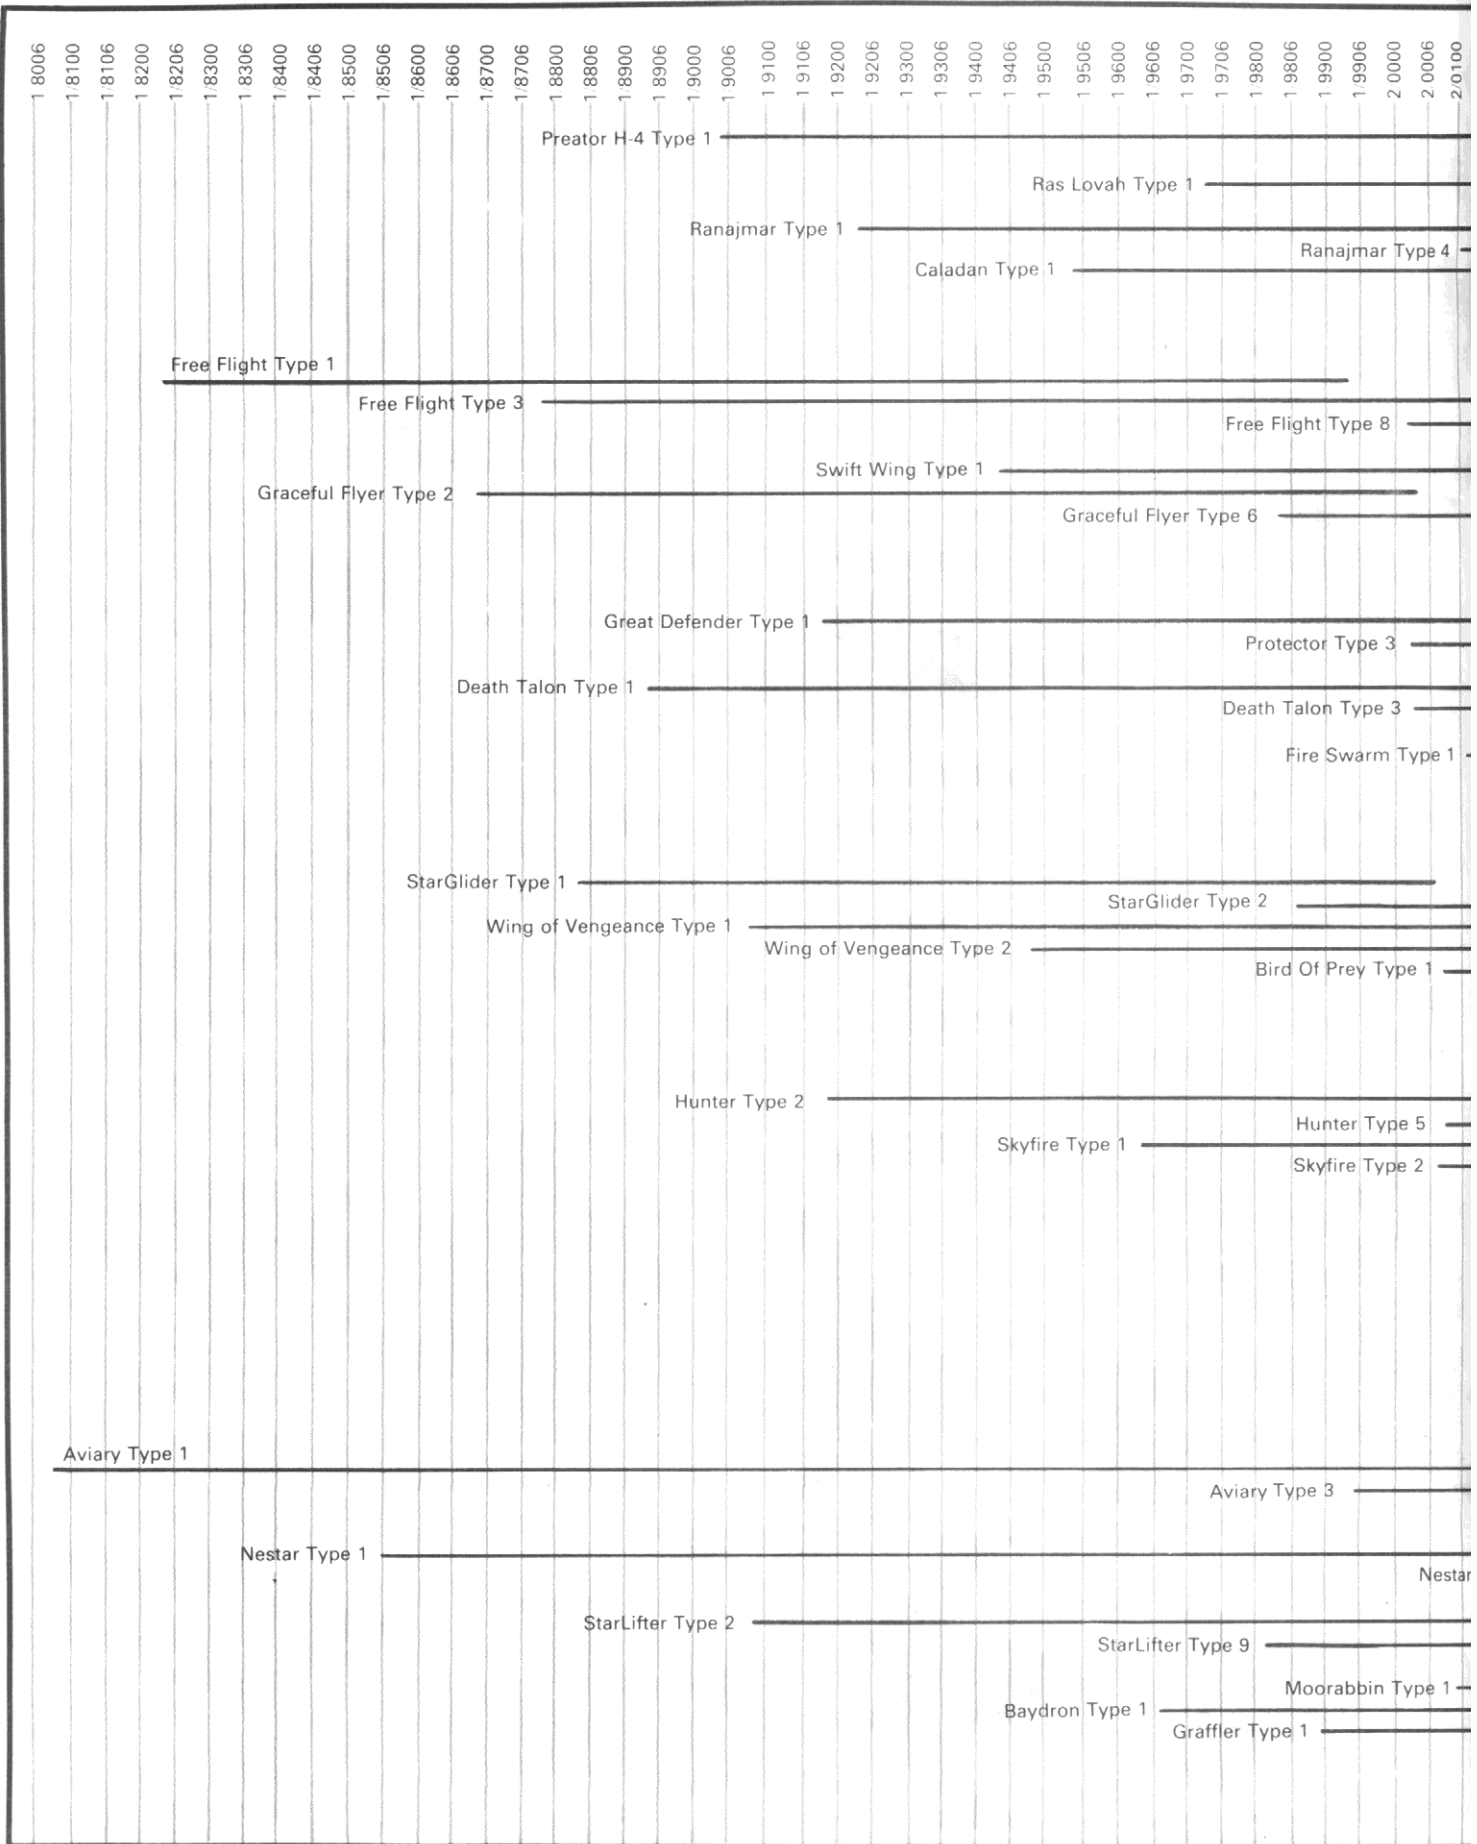 1 8006
1/8100
1/8106
1 8200
1/8206
1/8300
1/8306
1/8400
1/8406
1/8500
1/8506
1/8600
1/8606
1/8700
1/8706
1/8800
1/8806
1/8900
1/8906
1/9000
1 9006
1 9100
1 9106
1 9200
1 9206
1 9300
1 9306
1 9400
1 9406
1 9500
1 9506
1 9600
1 9606
1 9700
1 9706
1 9800
1 9806
1 9900
1/9906
2 0000
2 0006
2/0100
Preator H-4 Type 1
Ras Lovah Type 1
Ranajmar Type 1
Ranajmar Type 4
Caladan Type 1
Free Flight Type 1
Free Flight Type 3
Free Flight Type 8
Swift Wing Type 1
Graceful Flyer Type 2
Graceful Flyer Type 6
Great Defender Type 1
Protector Type 3
Death Talon Type 1
Death Talon Type 3
Fire Swarm Type 1
StarGlider Type 1
StarGlider Type 2
Wing of Vengeance Type 1
Wing of Vengeance Type 2
Bird Of Prey Type 1
Hunter Type 2
Hunter Type 5
Skyfire Type 1
Skyfire Type 2
Aviary Type 1
Aviary Type 3
Nestar Type 1
Nestar
StarLifter Type 2
StarLifter Type 9
Moorabbin Type 1
Baydron Type 1
Graffler Type 1